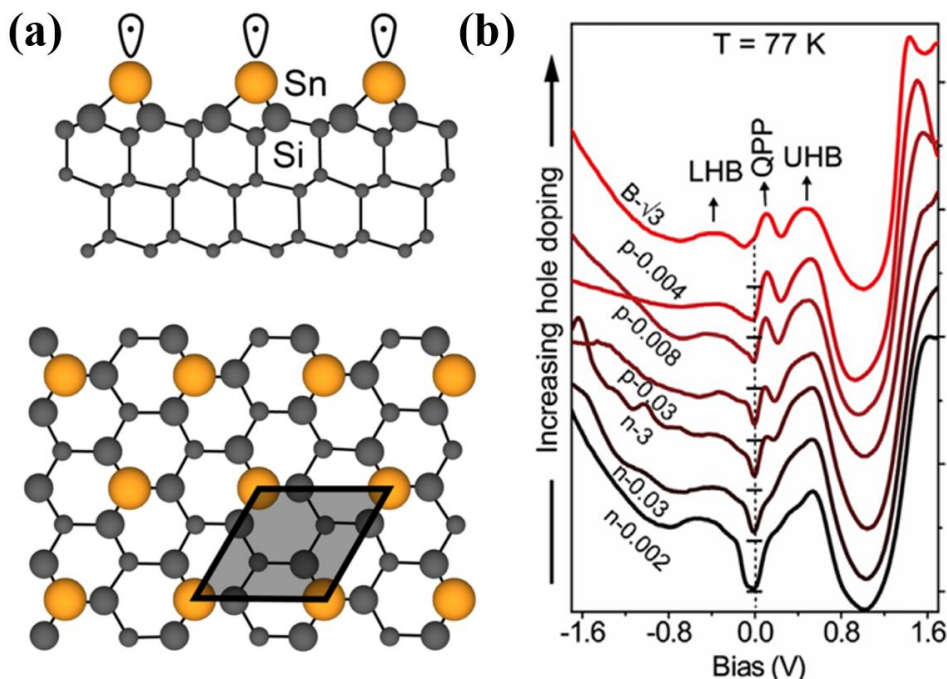 (a)
Sn
Si
(b)
T = 77 K
Increasing hole doping
LHB
QPP
UHB
B-√3
p-0.004
p-0.008
p-0.03
n-3
n-0.03
n-0.002
-1.6 -0.8 0.0 0.8 1.6
Bias (V)